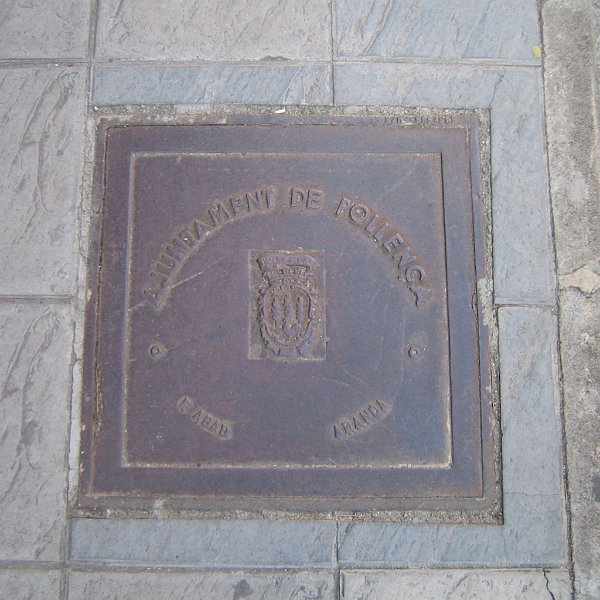 AJUNTAMENT DE POLLENÇA
F. ABAD ARANDA